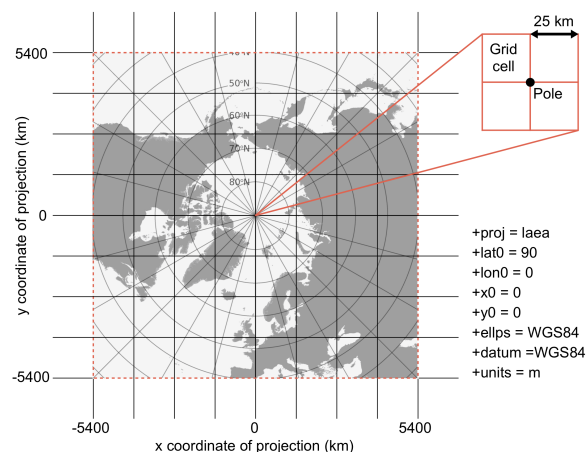 25 km
Grid
cell
Pole
5400
0
-5400
y coordinate of projection (km)
50°N
60°N
70°N
80°N
-5400
0
5400
x coordinate of projection (km)
+proj = laea
+lat0 = 90
+lon0 = 0
+x0 = 0
+y0 = 0
+ellps = WGS84
+datum =WGS84
+units = m